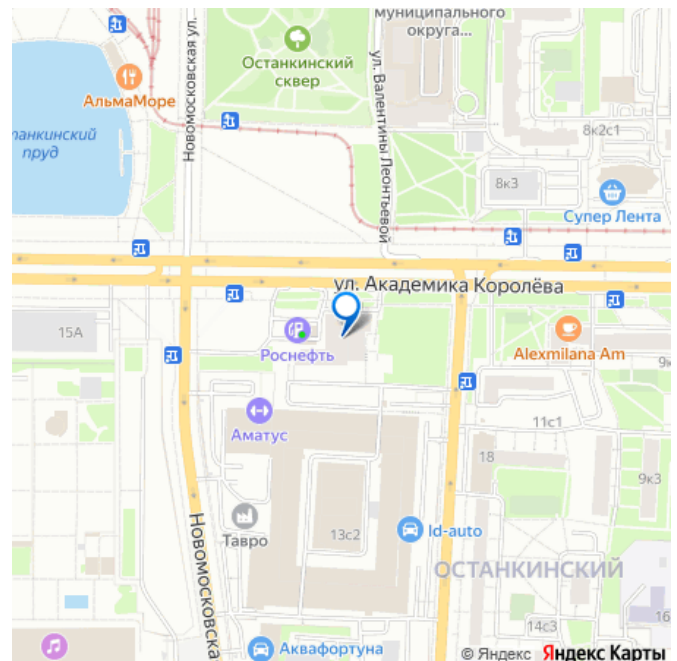 муниципального
округа...
Новомосковская ул.
Останкинский
сквер
ул. Валентины Леонтьевой
АльмаМоре
танкинский
пруд
8к2с1
8к3
Супер Лента
ул. Академика Королёва
15А
Роснефть
Alexmilana Am
9к
Аматус
11с1
18
9к3
Новомосковска
Тавро
13с2
Id-auto
ОСТАНКИНСКИЙ
16
14с3
Аквафортуна
© Яндекс Яндекс Карты